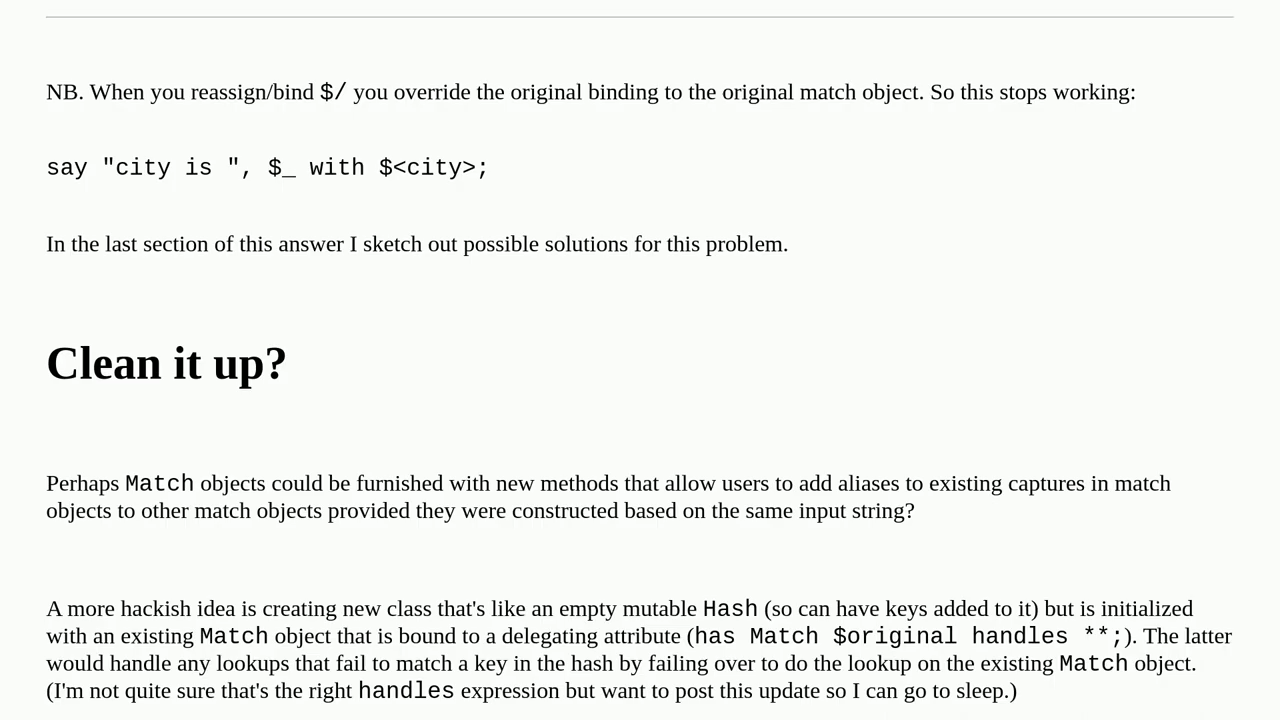 NB. When you reassign/bind $/ you override the original binding to the original match object. So this stops working:
say "city is ", $_ with $<city>;
In the last section of this answer I sketch out possible solutions for this problem.
Clean it up?
Perhaps Match objects could be furnished with new methods that allow users to add aliases to existing captures in match
objects to other match objects provided they were constructed based on the same input string?
A more hackish idea is creating new class that's like an empty mutable Hash (so can have keys added to it) but is initialized
with an existing Match object that is bound to a delegating attribute (has Match $original handles **;). The latter
would handle any lookups that fail to match a key in the hash by failing over to do the lookup on the existing Match object.
(I'm not quite sure that's the right handles expression but want to post this update so I can go to sleep.)